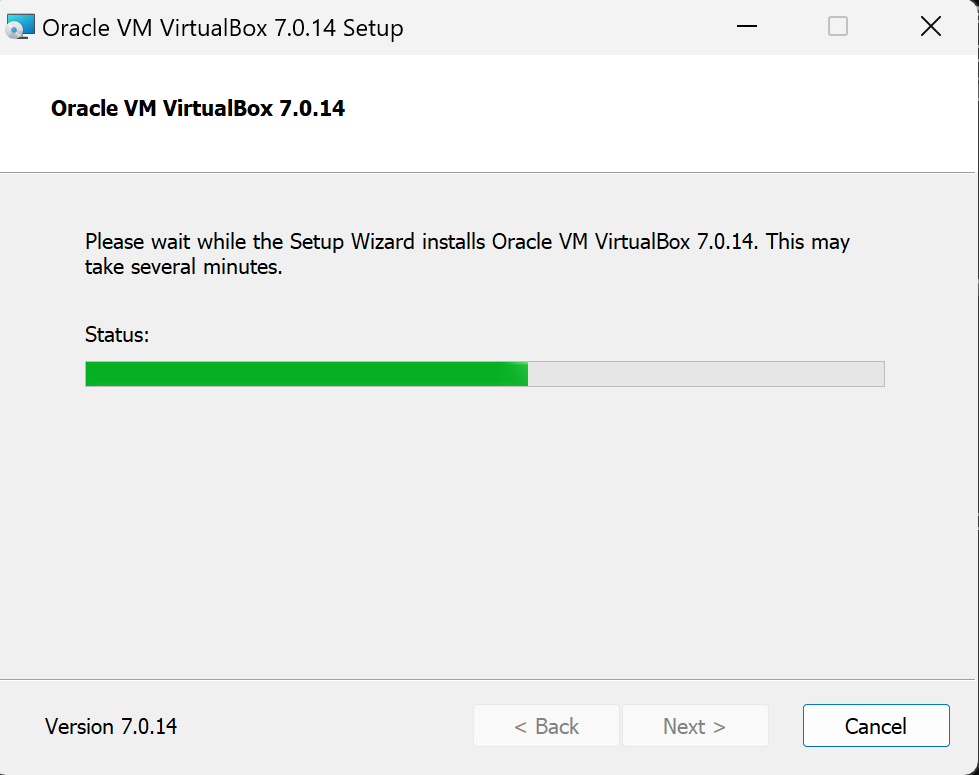 Oracle VM VirtualBox 7.0.14 Setup
Oracle VM VirtualBox 7.0.14
Please wait while the Setup Wizard installs Oracle VM VirtualBox 7.0.14. This may
take several minutes.
Status:
Version 7.0.14
< Back
Next >
Cancel